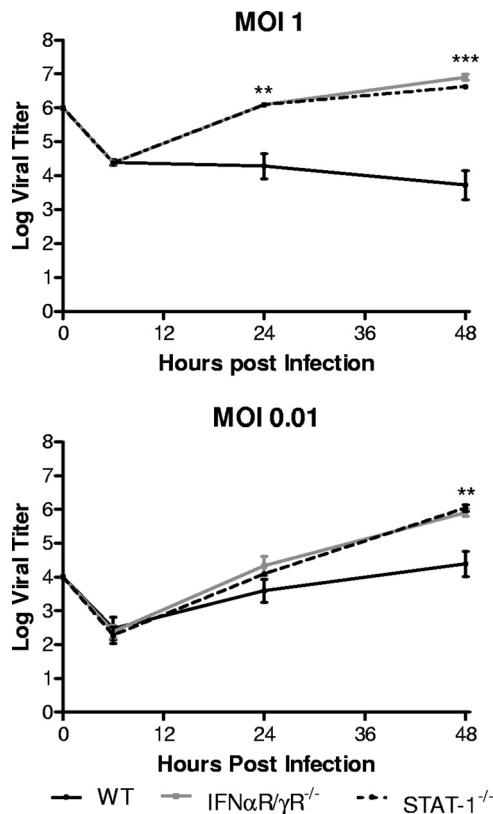 MOI 1
**
***
8
7
6
5
4
3
2
1
0
Log Viral Titer
0 12 24 36 48
Hours post Infection
MOI 0.01
**
8
7
6
5
4
3
2
1
0
Log Viral Titer
0 12 24 36 48
Hours Post Infection
WT IFNαR/γR-/- STAT-1-/-